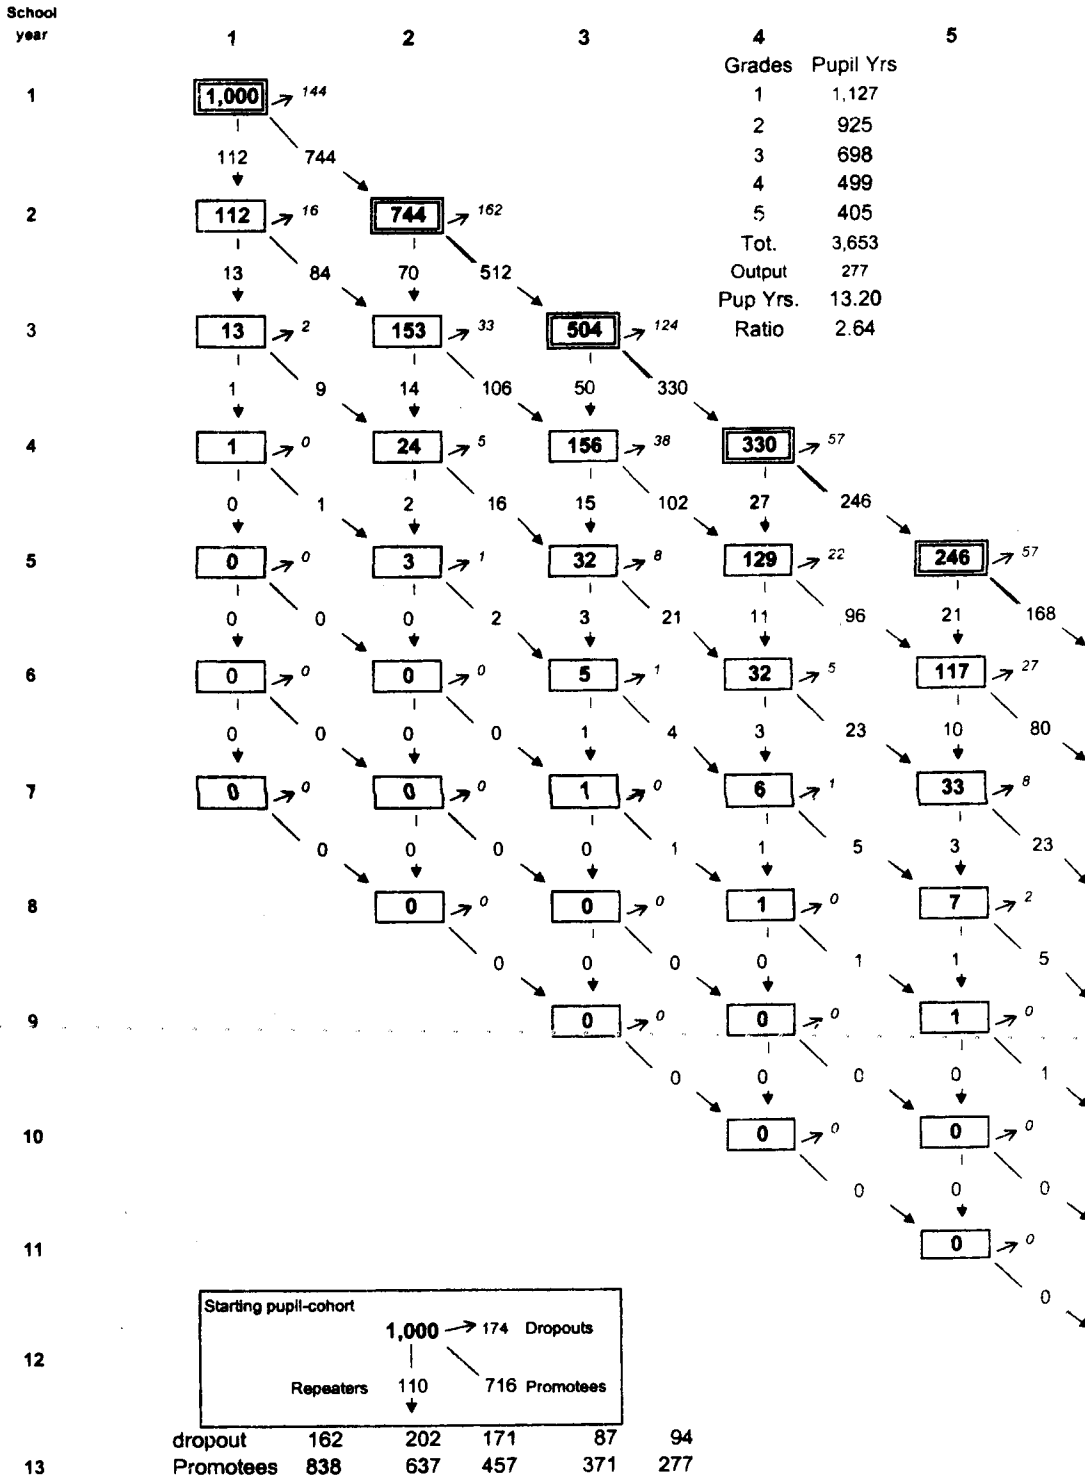 School
year 1 2 3 4 5
Grades Pupil Yrs
1 1,000 144 1 1,127
2 925
112 744 3 698
4 499
2 112 16 744 162 5 405
Tot. 3,653
13 84 70 512 Output 277
Pup Yrs. 13.20
3 13 2 153 33 504 124 Ratio 2.64
1 9 14 106 50 330
4 1 0 24 5 156 38 330 57
0 1 2 16 15 102 27 246
5 0 0 3 1 32 8 129 22 246 57
0 0 0 2 3 21 11 96 21 168
6 0 0 0 0 5 1 32 5 117 27
0 0 0 0 1 4 3 23 10 80
7 0 0 0 0 1 0 6 1 33 8
0 0 0 0 1 1 5 3 23
8 0 0 0 0 1 0 7 2
0 0 0 0 1 1 5
9 0 0 0 0 1 0
0 0 0 0 1
10 0 0 0 0
0 0 0
11 0 0
0
Starting pupil-cohort
1,000 174 Dropouts
12
Repeaters 110 716 Promotees
dropout 162 202 171 87 94
13 Promotees 838 637 457 371 277